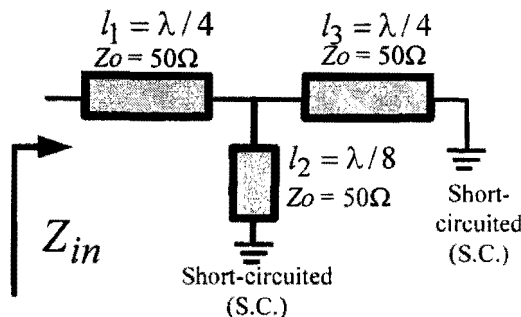 l₁ = λ / 4
Zo = 50Ω
l₃ = λ / 4
Zo = 50Ω
l₂ = λ / 8
Zo = 50Ω
Zin
Short-circuited
(S.C.)
Short-
circuited
(S.C.)